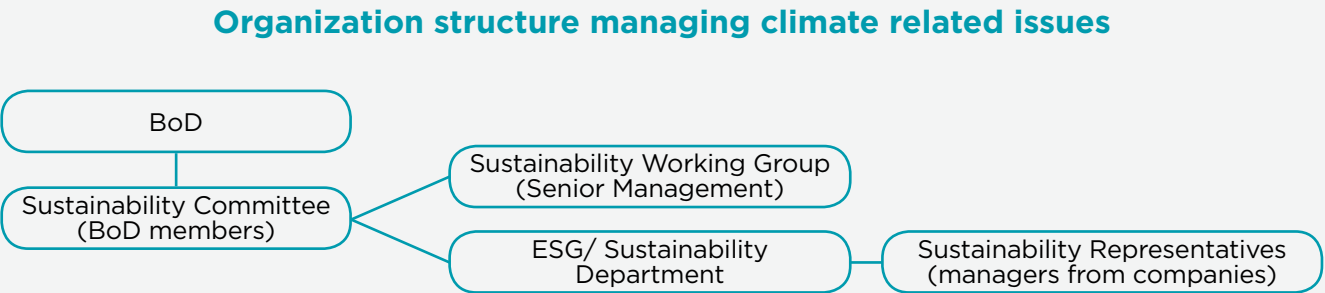 Organization structure managing climate related issues
BoD
Sustainability Committee
(BoD members)
Sustainability Working Group
(Senior Management)
ESG/ Sustainability
Department
Sustainability Representatives
(managers from companies)